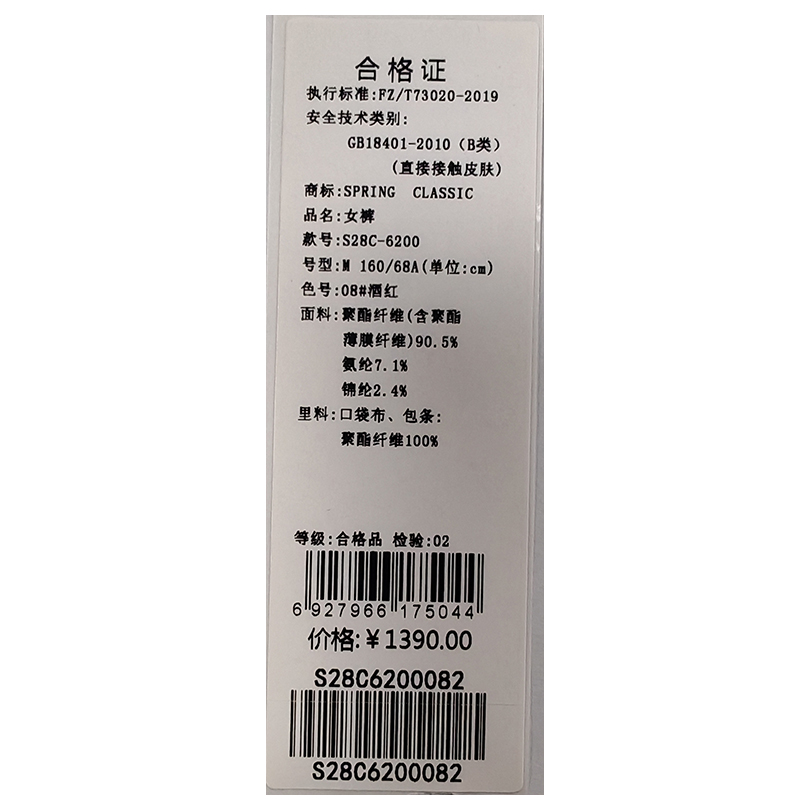 合格证
执行标准:FZ/T73020-2019
安全技术类别:
GB18401-2010（B类）
(直接接触皮肤)
商标:SPRING CLASSIC
品名:女裤
款号:S28C-6200
号型:M 160/68A(单位:cm)
色号:08#酒红
面料:聚酯纤维(含聚酯
薄膜纤维)90.5%
氨纶7.1%
锦纶2.4%
里料:口袋布、包条:
聚酯纤维100%
等级:合格品 检验:02
6 927966 175044
价格:￥1390.00
S28C6200082
S28C6200082